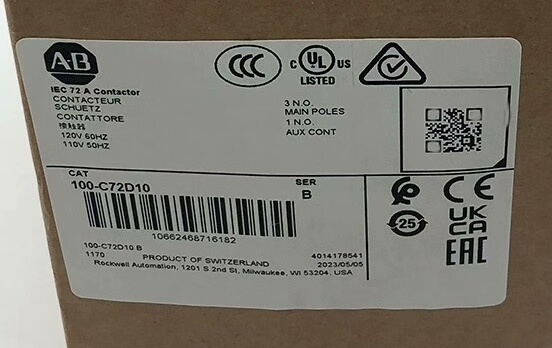 AB
CCC
C UL US
LISTED
IEC 72 A Contactor
CONTACTEUR
SCHUETZ
CONTATTORE
接触器
120V 60HZ
110V 50HZ
3 N.O.
MAIN POLES
1 N.O.
AUX CONT
CAT
100-C72D10
SER
B
10662468716182
100-C72D10 B
1170
PRODUCT OF SWITZERLAND
4014178541
2023/05/05
Rockwell Automation, 1201 S 2nd St, Milwaukee, WI 53204, USA
CE
25
UK
CA
EAC